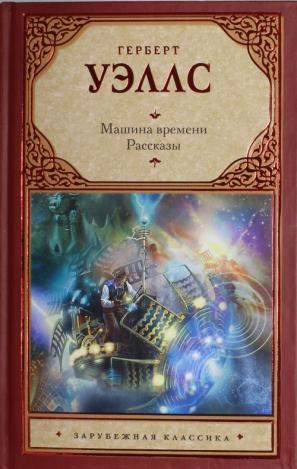 ГЕРБЕРТ
УЭЛЛС
Машина времени
Рассказы
ЗАРУБЕЖНАЯ КЛАССИКА